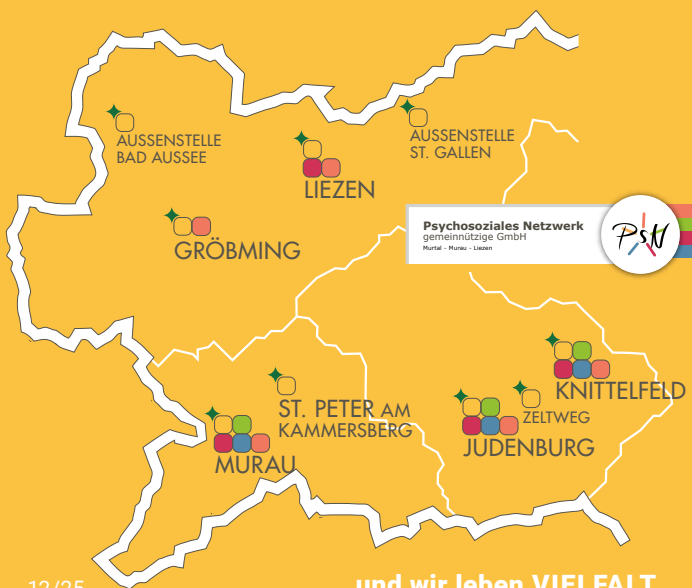 AUSSENSTELLE
BAD AUSSEE
AUSSENSTELLE
ST. GALLEN
LIEZEN
GRÖBMING
Psychosoziales Netzwerk
gemeinnützige GmbH
Murtal - Murau - Liezen
PsN
KNITTELFELD
ST. PETER AM
KAMMERSBERG
ZELTWEG
JUDENBURG
MURAU
12/25
und wir leben VIELFALT